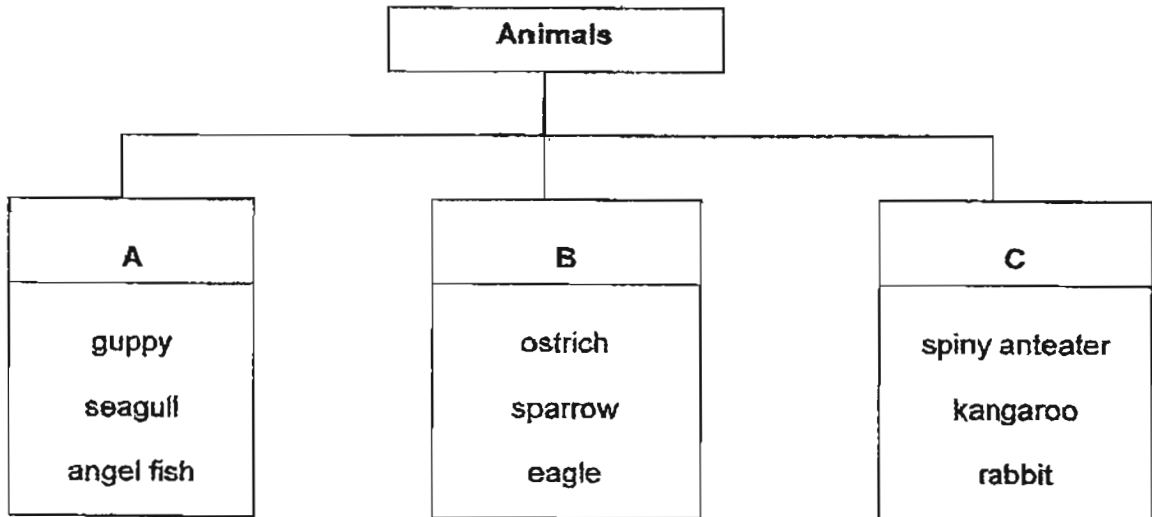 Animals
A
guppy
seagull
angel fish
B
ostrich
sparrow
eagle
C
spiny anteater
kangaroo
rabbit